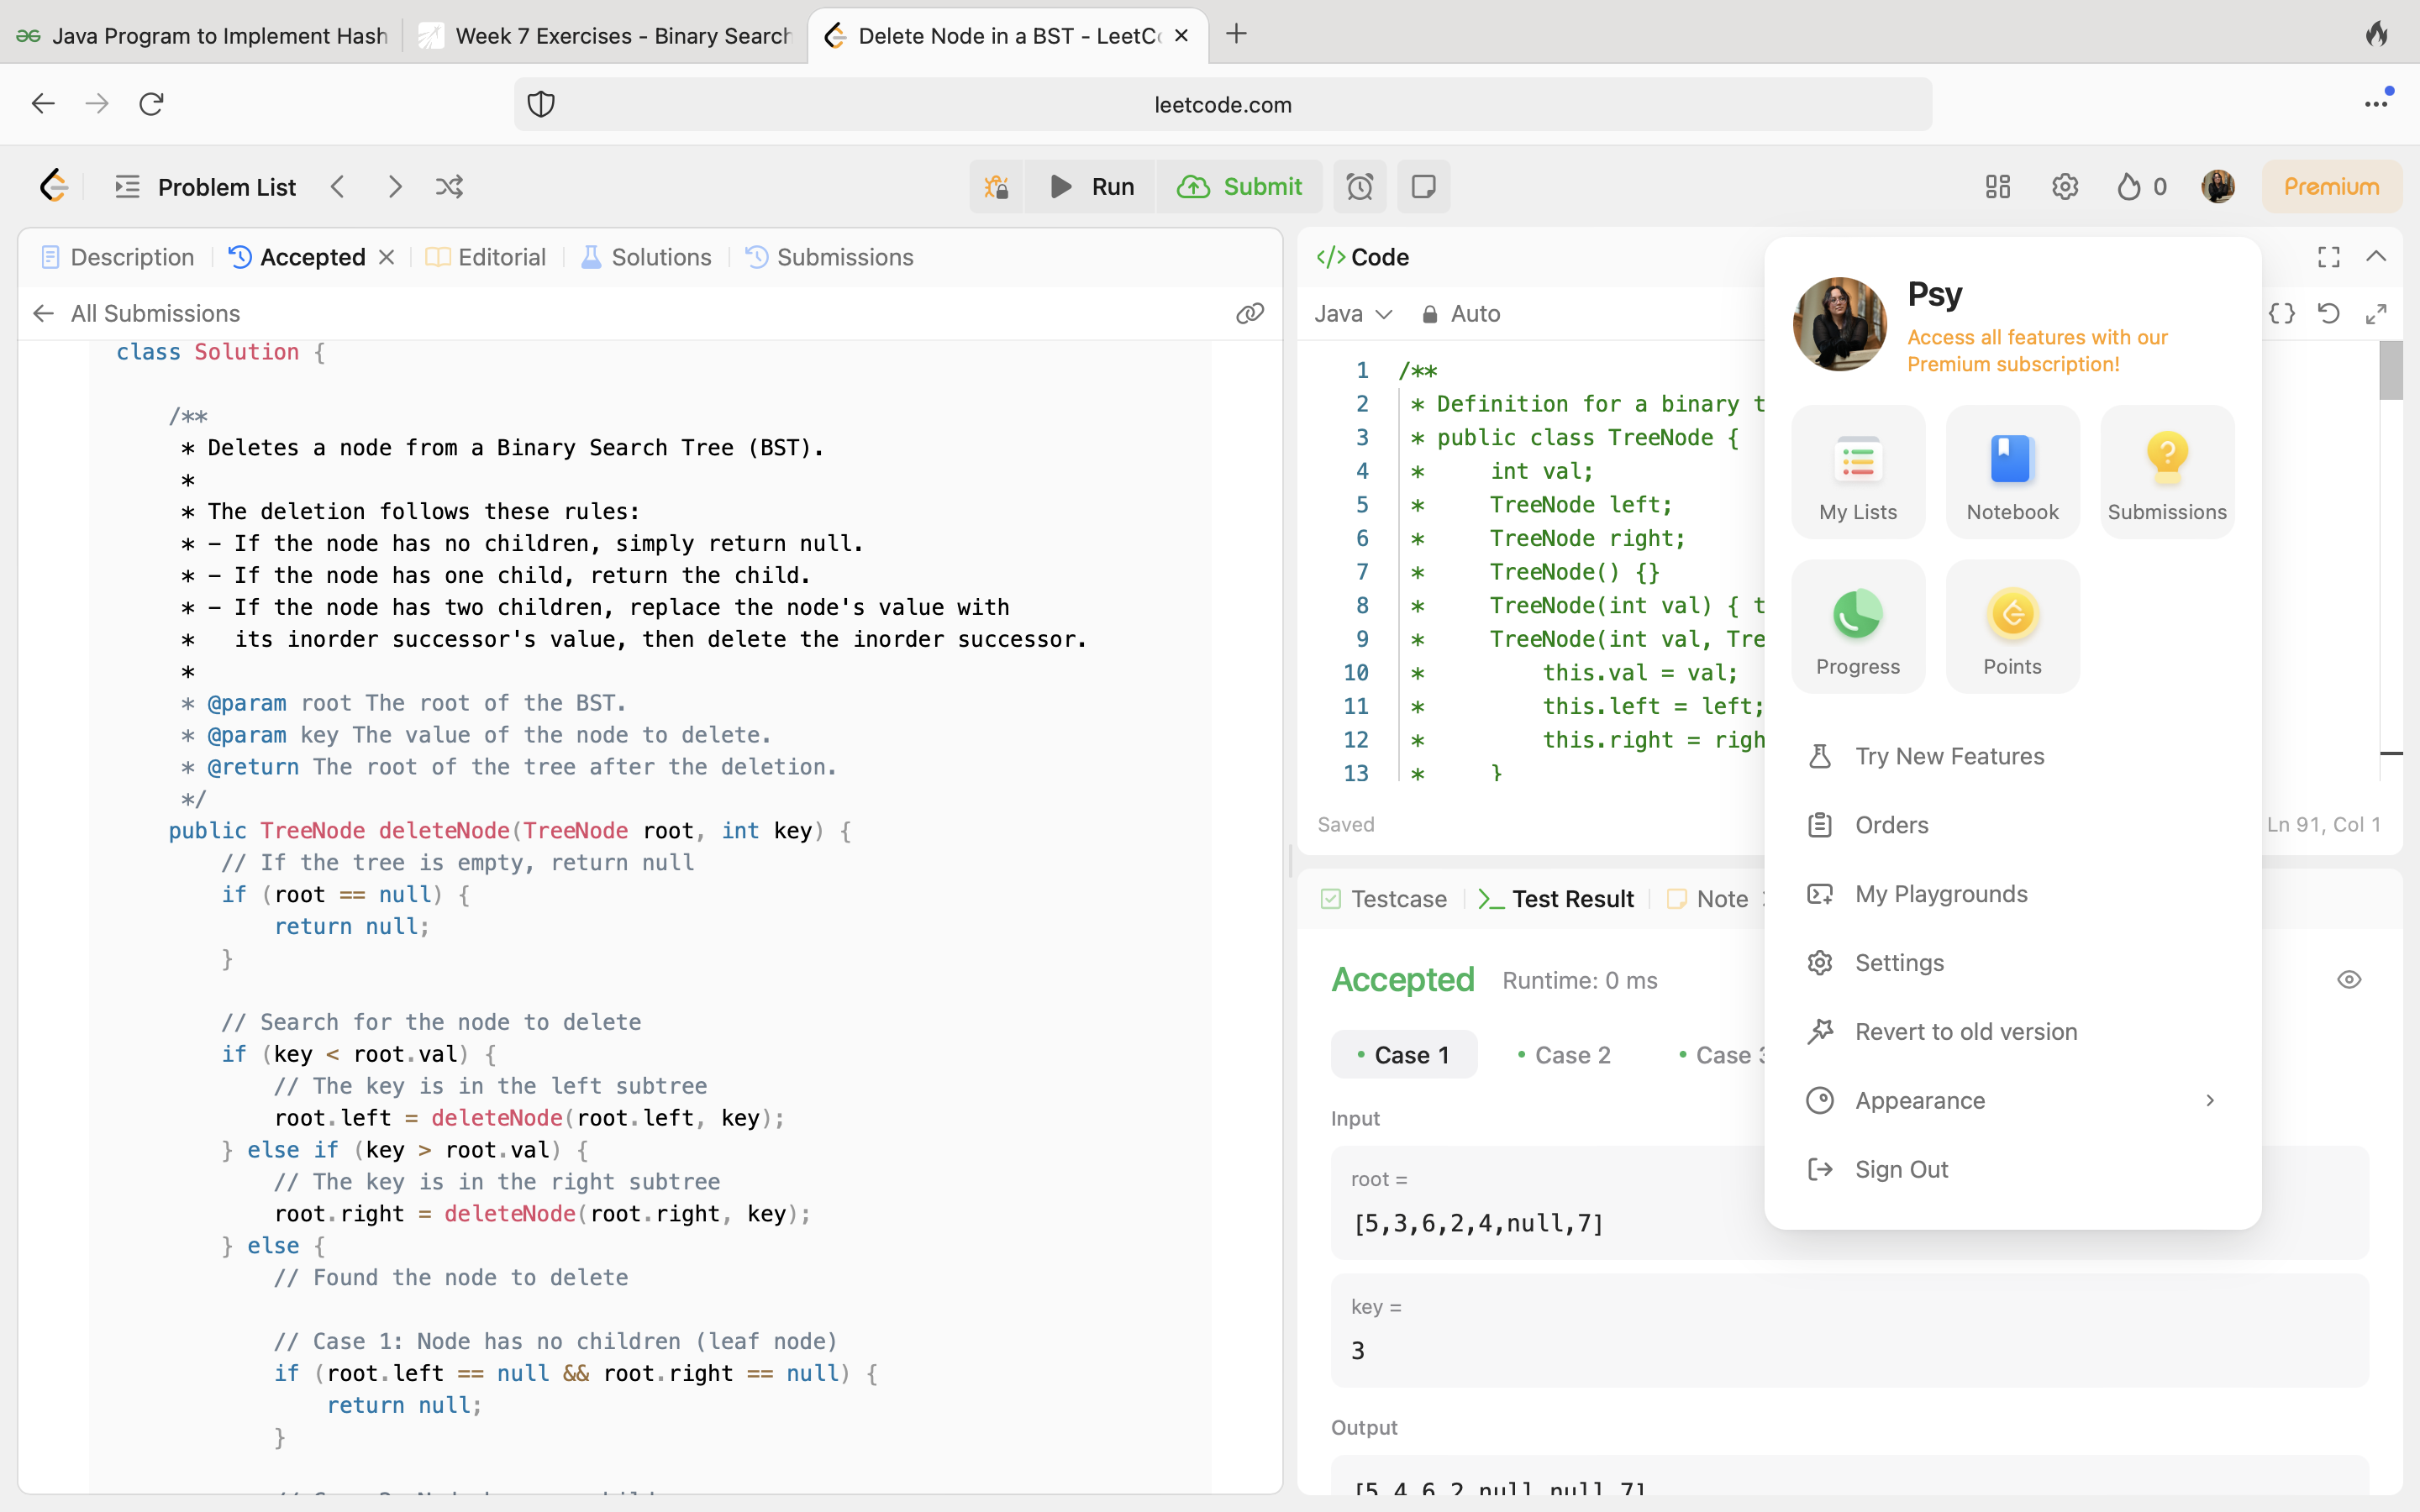 Java Program to Implement Hash
Week 7 Exercises - Binary Search
Delete Node in a BST - LeetCo
leetcode.com
Problem List
Run
Submit
0
Premium
Description
Accepted
Editorial
Solutions
Submissions
All Submissions
class Solution {
/**
* Deletes a node from a Binary Search Tree (BST).
*
* The deletion follows these rules:
* - If the node has no children, simply return null.
* - If the node has one child, return the child.
* - If the node has two children, replace the node's value with
*   its inorder successor's value, then delete the inorder successor.
*
* @param root The root of the BST.
* @param key The value of the node to delete.
* @return The root of the tree after the deletion.
*/
public TreeNode deleteNode(TreeNode root, int key) {
// If the tree is empty, return null
if (root == null) {
return null;
}
// Search for the node to delete
if (key < root.val) {
// The key is in the left subtree
root.left = deleteNode(root.left, key);
} else if (key > root.val) {
// The key is in the right subtree
root.right = deleteNode(root.right, key);
} else {
// Found the node to delete
// Case 1: Node has no children (leaf node)
if (root.left == null && root.right == null) {
return null;
}
</> Code
Java
Auto
1 /**
2 * Definition for a binary t
3 * public class TreeNode {
4 *     int val;
5 *     TreeNode left;
6 *     TreeNode right;
7 *     TreeNode() {}
8 *     TreeNode(int val) { t
9 *     TreeNode(int val, Tre
10 *         this.val = val;
11 *         this.left = left;
12 *         this.right = righ
13 *     }
Saved
Ln 91, Col 1
Testcase
Test Result
Note
Accepted
Runtime: 0 ms
Case 1
Case 2
Case 3
Input
root =
[5,3,6,2,4,null,7]
key =
3
Output
[5,4,6,2,null,null,7]
Psy
Access all features with our
Premium subscription!
My Lists
Notebook
Submissions
Progress
Points
Try New Features
Orders
My Playgrounds
Settings
Revert to old version
Appearance
Sign Out